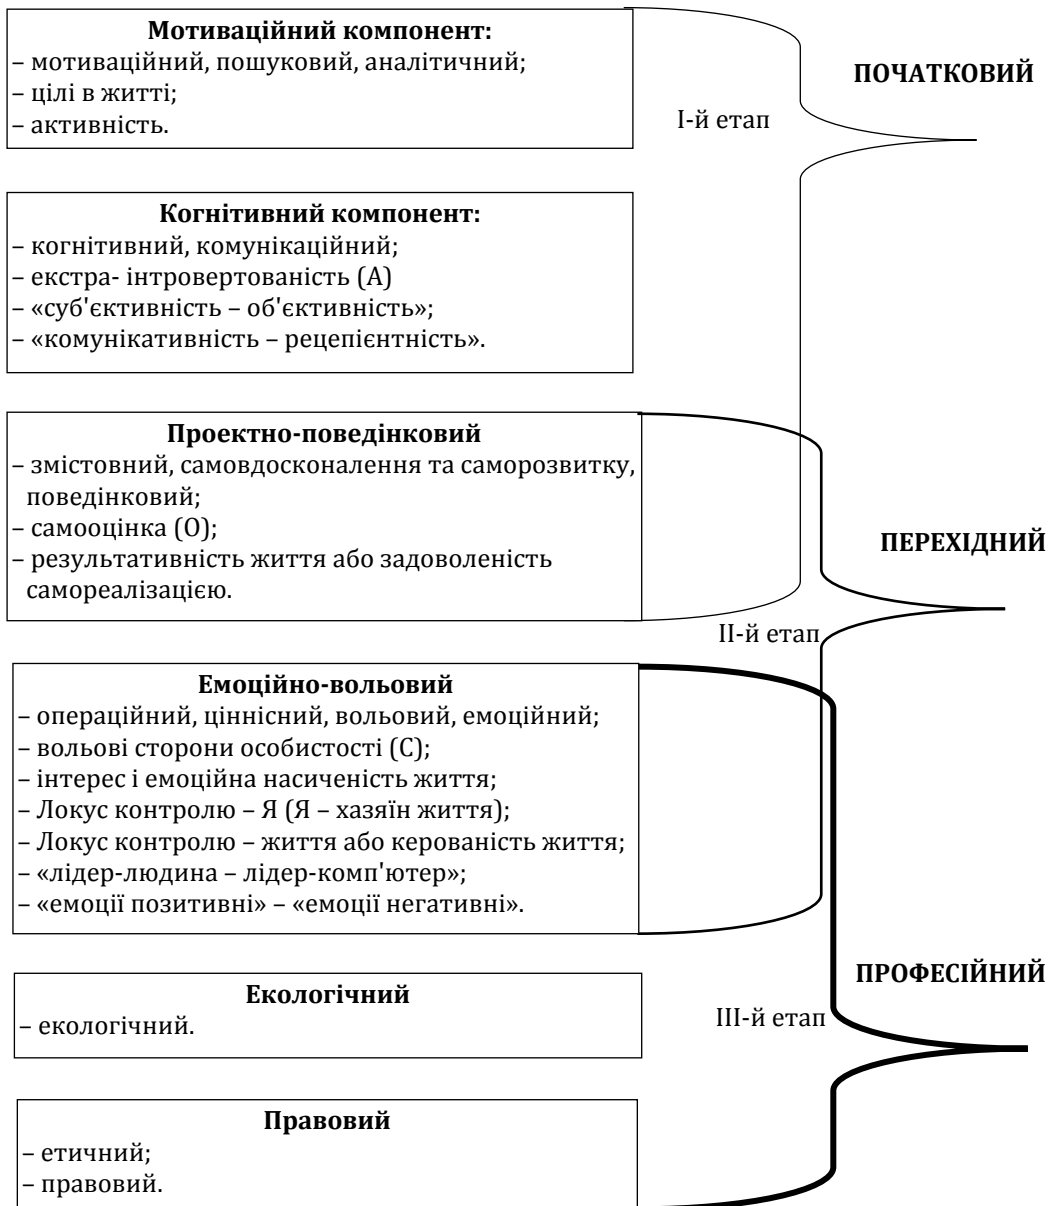 Мотиваційний компонент:
– мотиваційний, пошуковий, аналітичний;
– цілі в житті;
– активність.
ПОЧАТКОВИЙ
І-й етап
Когнітивний компонент:
– когнітивний, комунікаційний;
– екстра- інтровертованість (А)
– «суб'єктивність – об'єктивність»;
– «комунікативність – рецепієнтність».
Проектно-поведінковий
– змістовний, самовдосконалення та саморозвитку,
поведінковий;
– самооцінка (О);
– результативність життя або задоволеність
самореалізацією.
ПЕРЕХІДНИЙ
ІІ-й етап
Емоційно-вольовий
– операційний, ціннісний, вольовий, емоційний;
– вольові сторони особистості (С);
– інтерес і емоційна насиченість життя;
– Локус контролю – Я (Я – хазяїн життя);
– Локус контролю – життя або керованість життя;
– «лідер-людина – лідер-комп'ютер»;
– «емоції позитивні» – «емоції негативні».
ПРОФЕСІЙНИЙ
ІІІ-й етап
Екологічний
– екологічний.
Правовий
– етичний;
– правовий.